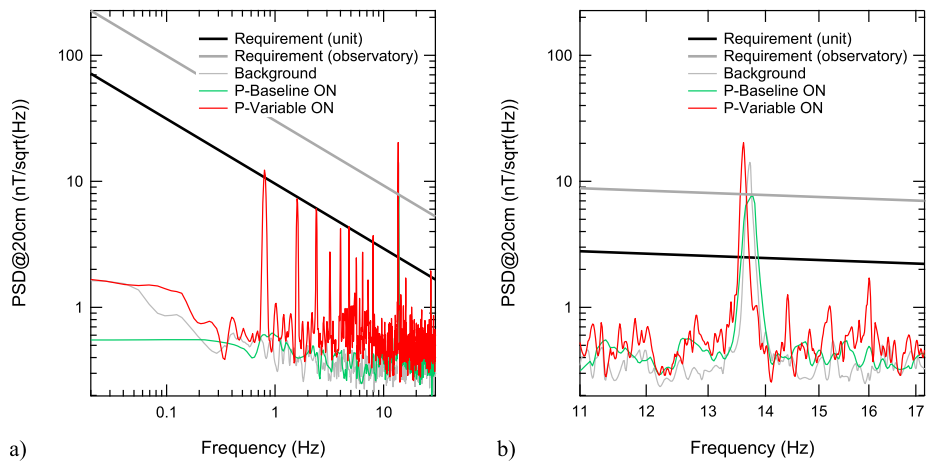 PSD@20cm (nT/sqrt(Hz))
100
10
1
Requirement (unit)
Requirement (observatory)
Background
P-Baseline ON
P-Variable ON
0.1
1
10
Frequency (Hz)
a)
PSD@20cm (nT/sqrt(Hz))
100
10
1
Requirement (unit)
Requirement (observatory)
Background
P-Baseline ON
P-Variable ON
11
12
13
14
15
16
17
Frequency (Hz)
b)